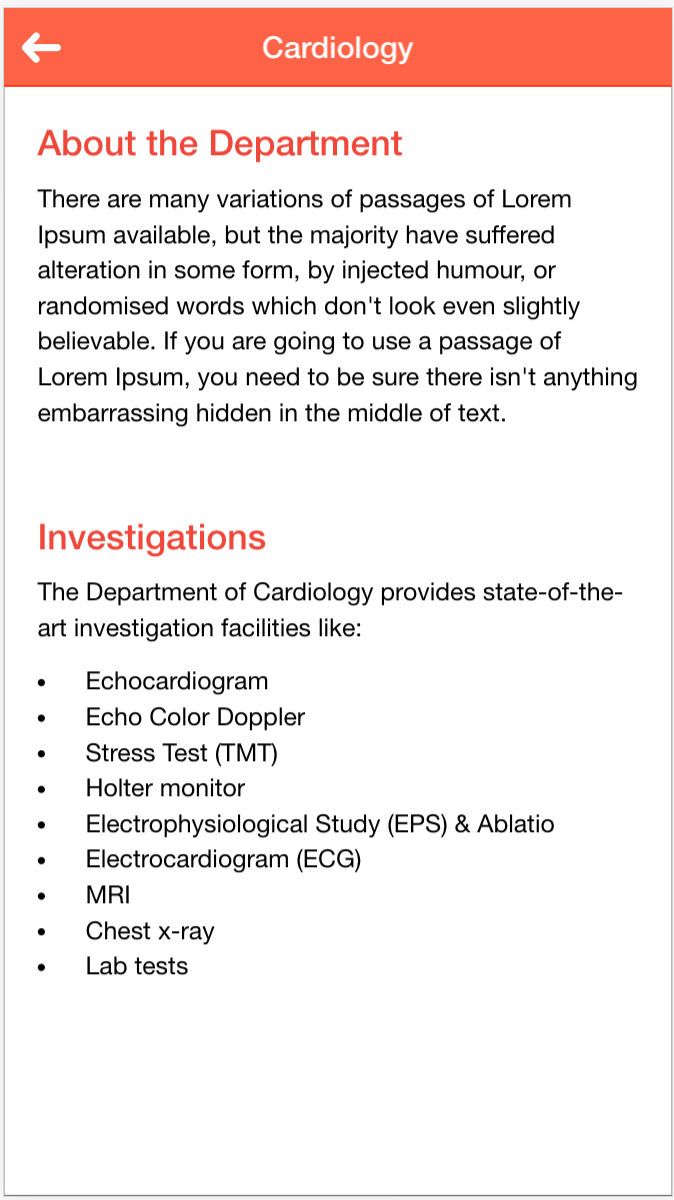 Cardiology
About the Department
There are many variations of passages of Lorem
Ipsum available, but the majority have suffered
alteration in some form, by injected humour, or
randomised words which don't look even slightly
believable. If you are going to use a passage of
Lorem Ipsum, you need to be sure there isn't anything
embarrassing hidden in the middle of text.
Investigations
The Department of Cardiology provides state-of-the-
art investigation facilities like:
• Echocardiogram
• Echo Color Doppler
• Stress Test (TMT)
• Holter monitor
• Electrophysiological Study (EPS) & Ablatio
• Electrocardiogram (ECG)
• MRI
• Chest x-ray
• Lab tests